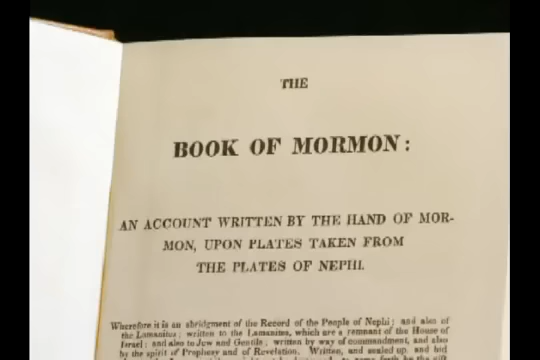 THE
BOOK OF MORMON:
AN ACCOUNT WRITTEN BY THE HAND OF MOR-
MON, UPON PLATES TAKEN FROM
THE PLATES OF NEPHI.
Wherefore it is an abridgment of the Record of the People of Nephi; and also of
the Lamanites; written to the Lamanites, which are a remnant of the House of
Israel; and also to Jew and Gentile; written by way of commandment, and also
by the spirit of Prophecy and of Revelation. Written, and sealed up, and hid